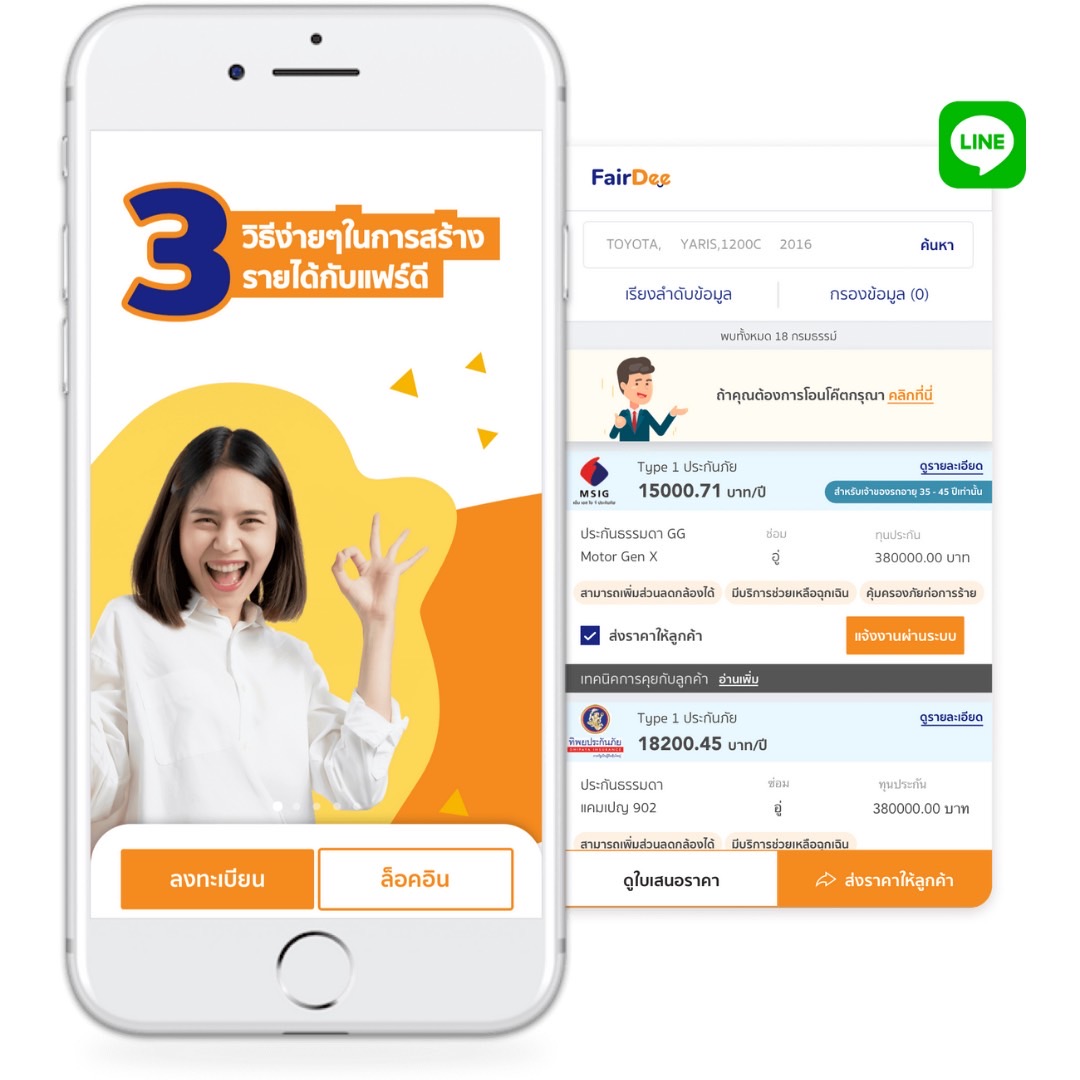 3
วิธีง่ายๆในการสร้าง
รายได้กับแฟร์ดี
ลงทะเบียน
ล็อคอิน
LINE
FairDee
TOYOTA, YARIS,1200C 2016
ค้นหา
เรียงลำดับข้อมูล
กรองข้อมูล (0)
พบทั้งหมด 18 กรมธรรม์
ถ้าคุณต้องการโอนโค๊ตกรุณา คลิกที่นี่
MSIG
Type 1 ประกันภัย
ดูรายละเอียด
15000.71 บาท/ปี
สำหรับเจ้าของรถอายุ 35 - 45 ปีเท่านั้น
ประกันธรรมดา GG
Motor Gen X
ซ่อม
อู่
ทุนประกัน
380000.00 บาท
สามารถเพิ่มส่วนลดกล้องได้
มีบริการช่วยเหลือฉุกเฉิน
คุ้มครองภัยก่อการร้าย
ส่งราคาให้ลูกค้า
แจ้งงานผ่านระบบ
เทคนิคการคุยกับลูกค้า อ่านเพิ่ม
ทิพยประกันภัย
DHIPAYA INSURANCE
Type 1 ประกันภัย
ดูรายละเอียด
18200.45 บาท/ปี
ประกันธรรมดา
แคมเปญ 902
ซ่อม
อู่
ทุนประกัน
380000.00 บาท
สามารถเพิ่มส่วนลดกล้องได้
มีบริการช่วยเหลือฉุกเฉิน
ดูใบเสนอราคา
ส่งราคาให้ลูกค้า